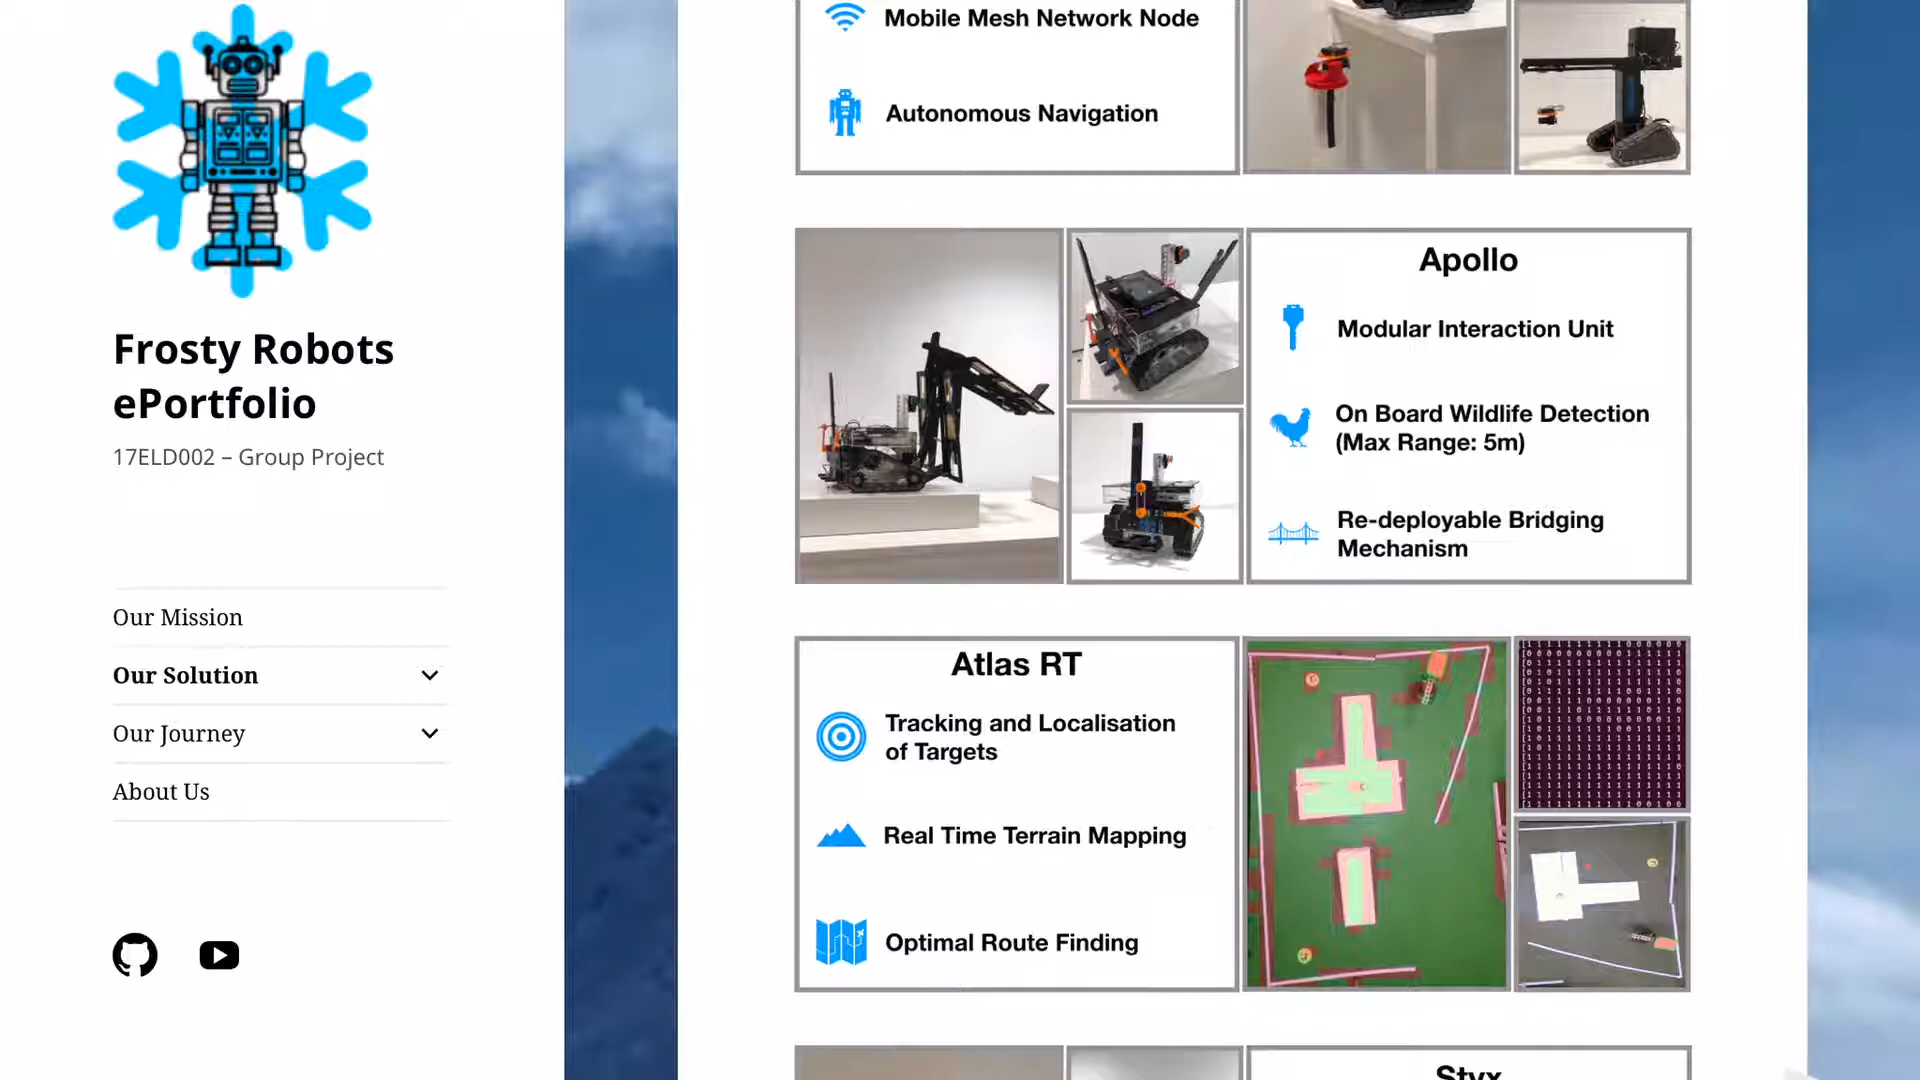 Frosty Robots
ePortfolio
17ELD002 – Group Project
Our Mission
Our Solution
Our Journey
About Us
Mobile Mesh Network Node
Autonomous Navigation
Apollo
Modular Interaction Unit
On Board Wildlife Detection
(Max Range: 5m)
Re-deployable Bridging
Mechanism
Atlas RT
Tracking and Localisation
of Targets
Real Time Terrain Mapping
Optimal Route Finding
Styx